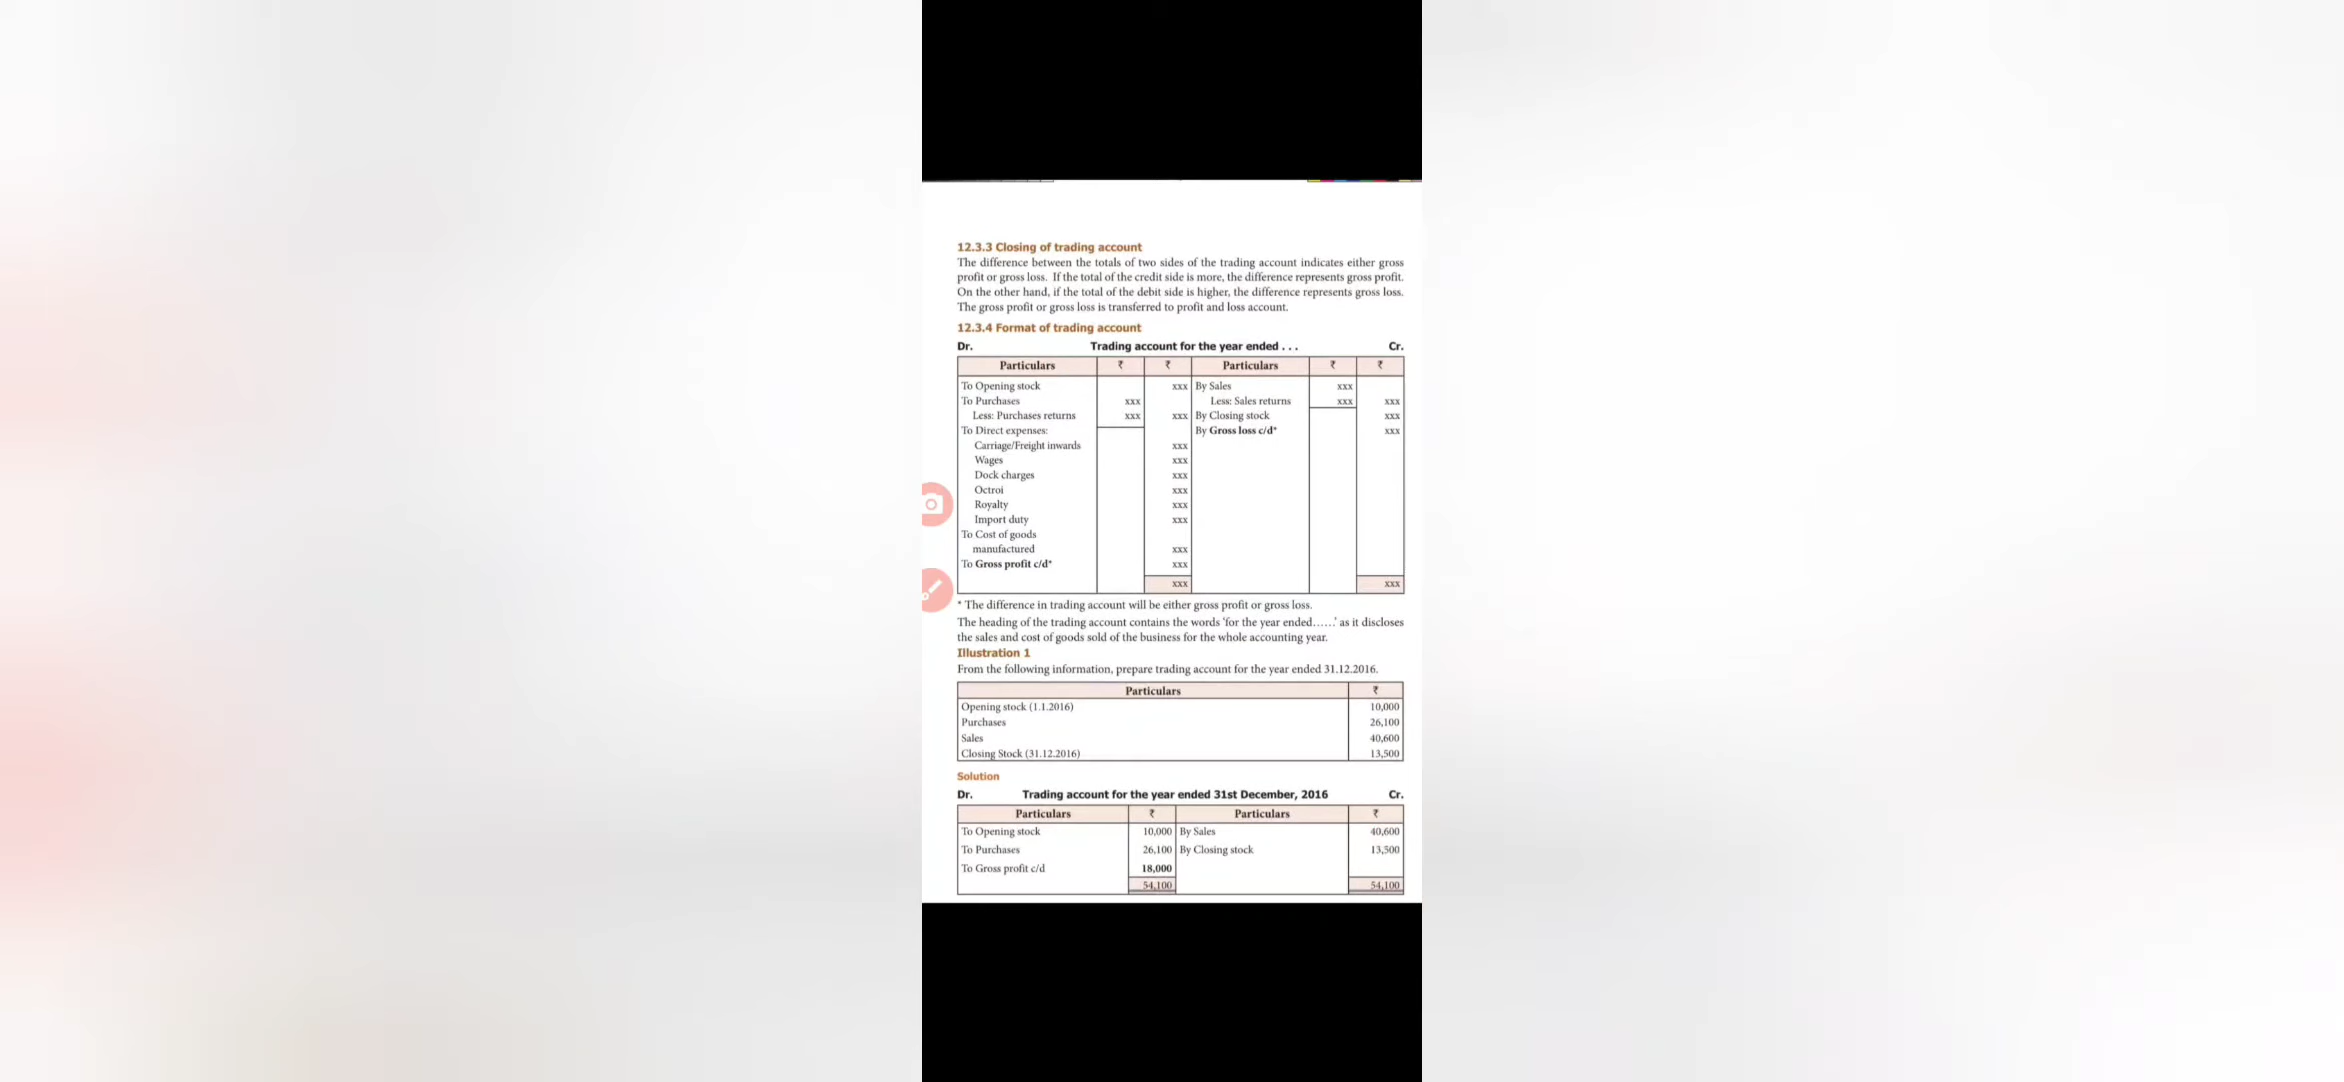 12.3.3 Closing of trading account
The difference between the totals of two sides of the trading account indicates either gross
profit or gross loss. If the total of the credit side is more, the difference represents gross profit.
On the other hand, if the total of the debit side is higher, the difference represents gross loss.
The gross profit or gross loss is transferred to profit and loss account.
12.3.4 Format of trading account
Dr. Trading account for the year ended . . . Cr.
Particulars ₹ ₹ Particulars ₹ ₹
To Opening stock xxx By Sales xxx
To Purchases xxx Less: Sales returns xxx xxx
Less: Purchases returns xxx xxx By Closing stock xxx
To Direct expenses: By Gross loss c/d* xxx
Carriage/Freight inwards xxx
Wages xxx
Dock charges xxx
Octroi xxx
Royalty xxx
Import duty xxx
To Cost of goods
manufactured xxx
To Gross profit c/d* xxx
xxx xxx
* The difference in trading account will be either gross profit or gross loss.
The heading of the trading account contains the words ‘for the year ended……’ as it discloses
the sales and cost of goods sold of the business for the whole accounting year.
Illustration 1
From the following information, prepare trading account for the year ended 31.12.2016.
Particulars ₹
Opening stock (1.1.2016) 10,000
Purchases 26,100
Sales 40,600
Closing Stock (31.12.2016) 13,500
Solution
Dr. Trading account for the year ended 31st December, 2016 Cr.
Particulars ₹ Particulars ₹
To Opening stock 10,000 By Sales 40,600
To Purchases 26,100 By Closing stock 13,500
To Gross profit c/d 18,000
54,100 54,100